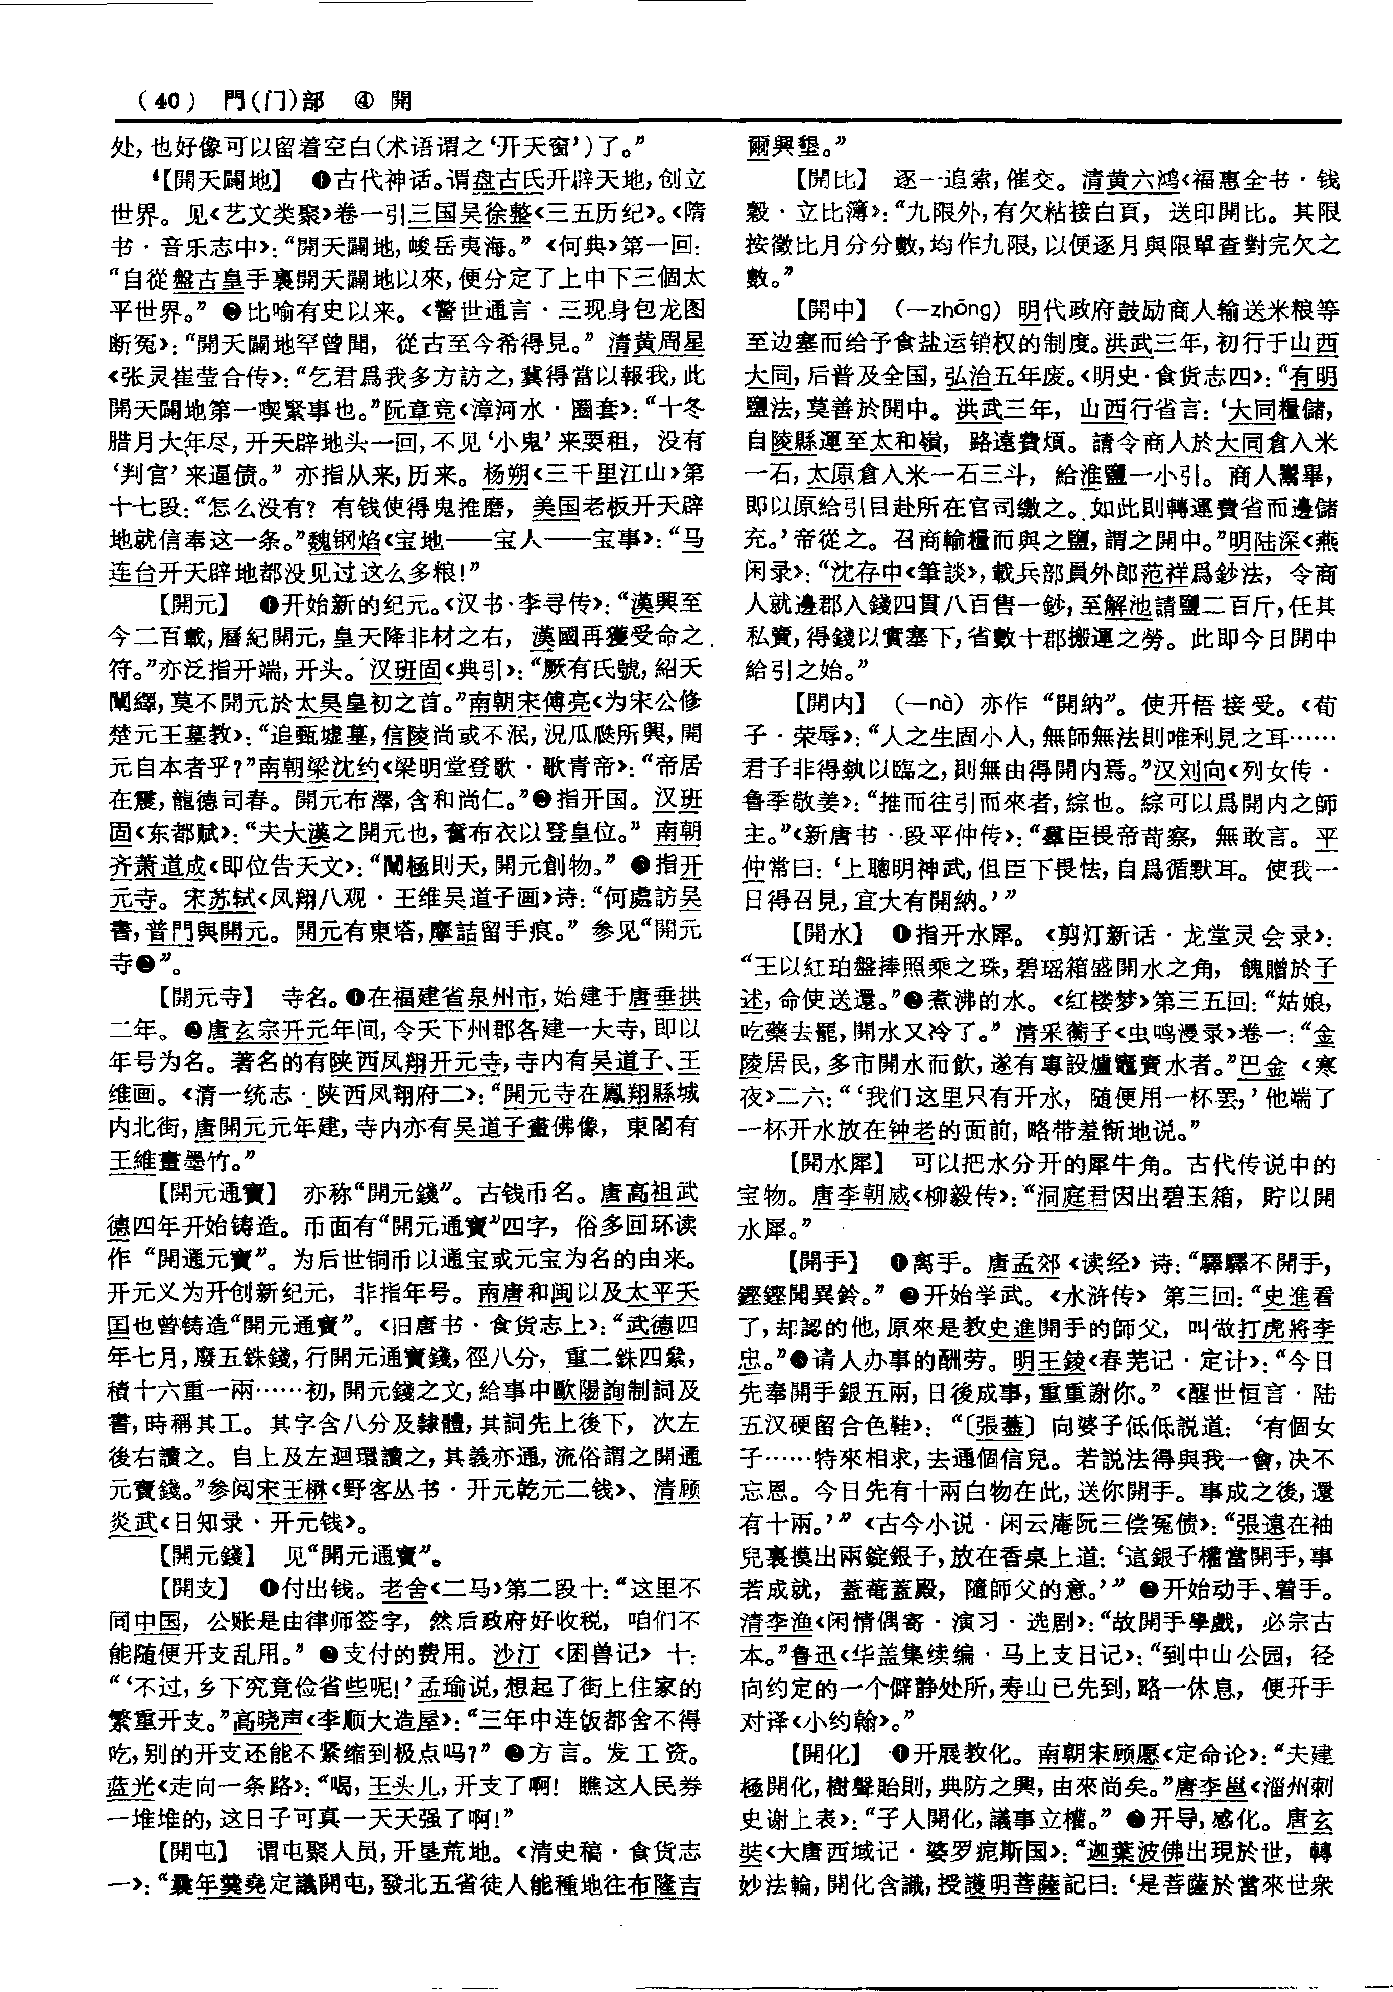 (40) 門(门)部 ④ 開
处,也好像可以留着空白(术语谓之‘开天窗’)了。”
【開天闢地】 ❶古代神话。谓盘古氏开辟天地,创立
世界。见《艺文类聚》卷一引三国吴徐整《三五历纪》。《隋
书·音乐志中》:“開天闢地,峻岳夷海。”《何典》第一回:
“自從盤古皇手裏開天闢地以來,便分定了上中下三個太
平世界。” ❷比喻有史以来。《警世通言·三现身包龙图
断冤》:“開天闢地罕曾聞,從古至今希得見。” 清黄周星
《张灵崔莹合传》:“乞君爲我多方訪之,冀得當以報我,此
開天闢地第一喫緊事也。”阮章竞《漳河水·圈套》:“十冬
腊月大年尽,开天辟地头一回,不见‘小鬼’来要租,没有
‘判官’来逼债。” 亦指从来,历来。杨朔《三千里江山》第
十七段:“怎么没有?有钱使得鬼推磨,美国老板开天辟
地就信奉这一条。”魏钢焰《宝地——宝人——宝事》:“马
连台开天辟地都没见过这么多粮!”
【開元】 ❶开始新的纪元。《汉书·李寻传》:“漢興至
今二百載,曆紀開元,皇天降非材之右,漢國再獲受命之
符。”亦泛指开端,开头。汉班固《典引》:“厥有氏號,紹天
闡繹,莫不開元於太昊皇初之首。”南朝宋傅亮《为宋公修
楚元王墓教》:“追甄墟墓,信陵尚或不泯,況瓜瓞所興,開
元自本者乎?”南朝梁沈约《梁明堂登歌·歌青帝》:“帝居
在震,龍德司春。開元布澤,含和尚仁。”❷指开国。汉班
固《东都赋》:“夫大漢之開元也,奮布衣以登皇位。” 南朝
齐萧道成《即位告天文》:“闡極則天,開元創物。” ❸指开
元寺。宋苏轼《凤翔八观·王维吴道子画》诗:“何處訪吴
畫,普門與開元。開元有東塔,摩詰留手痕。” 参见“開元
寺❷”。
【開元寺】 寺名。❶在福建省泉州市,始建于唐垂拱
二年。❷唐玄宗开元年间,令天下州郡各建一大寺,即以
年号为名。著名的有陕西凤翔开元寺,寺内有吴道子、王
维画。《清一统志·陕西凤翔府二》:“開元寺在鳳翔縣城
内北街,唐開元元年建,寺内亦有吴道子畫佛像,東閣有
王維畫墨竹。”
【開元通寶】 亦称“開元錢”。古钱币名。唐高祖武
德四年开始铸造。币面有“開元通寶”四字,俗多回环读
作“開通元寶”。为后世铜币以通宝或元宝为名的由来。
开元义为开创新纪元,非指年号。南唐和闽以及太平天
国也曾铸造“開元通寶”。《旧唐书·食货志上》:“武德四
年七月,廢五銖錢,行開元通寶錢,徑八分,重二銖四絫,
積十六重一兩……初,開元錢之文,給事中歐陽詢制詞及
書,時稱其工。其字含八分及隸體,其詞先上後下,次左
後右讀之。自上及左迴環讀之,其義亦通,流俗謂之開通
元寶錢。”参阅宋王楙《野客丛书·开元乾元二钱》、清顾
炎武《日知录·开元钱》。
【開元錢】 见“開元通寶”。
【開支】 ❶付出钱。老舍《二马》第二段十:“这里不
同中国,公账是由律师签字,然后政府好收税,咱们不
能随便开支乱用。” ❷支付的费用。沙汀《困兽记》十:
“‘不过,乡下究竟俭省些呢!’孟瑜说,想起了街上住家的
繁重开支。”高晓声《李顺大造屋》:“三年中连饭都舍不得
吃,别的开支还能不紧缩到极点吗?” ❷方言。发工资。
蓝光《走向一条路》:“喝,王头儿,开支了啊!瞧这人民券
一堆堆的,这日子可真一天天强了啊!”
【開屯】 谓屯聚人员,开垦荒地。《清史稿·食货志
一》:“曩年龔堯定議開屯,發北五省徒人能種地往布隆吉
爾興墾。”
【開比】 逐一追索,催交。清黄六鸿《福惠全书·钱
榖·立比簿》:“九限外,有欠粘接白頁,送印開比。其限
按徵比月分分數,均作九限,以便逐月與限單查對完欠之
數。”
【開中】 (一zhōng) 明代政府鼓励商人输送米粮等
至边塞而给予食盐运销权的制度。洪武三年,初行于山西
大同,后普及全国,弘治五年废。《明史·食货志四》:“有明
鹽法,莫善於開中。洪武三年,山西行省言:‘大同糧儲,
自陵縣運至太和嶺,路遠費煩。請令商人於大同倉入米
一石,太原倉入米一石三斗,給淮鹽一小引。商人鬻畢,
即以原給引目赴所在官司繳之。如此則轉運費省而邊儲
充。’帝從之。召商輸糧而與之鹽,謂之開中。”明陆深《燕
闲录》:“沈存中《筆談》,載兵部員外郎范祥爲鈔法,令商
人就邊郡入錢四貫八百售一鈔,至解池請鹽二百斤,任其
私賣,得錢以實塞下,省數十郡搬運之勞。此即今日開中
給引之始。”
【開内】 (一nà) 亦作“開納”。使开悟接受。《荀
子·荣辱》:“人之生固小人,無師無法則唯利見之耳……
君子非得埶以臨之,則無由得開内焉。”汉刘向《列女传·
鲁季敬姜》:“推而往引而來者,綜也。綜可以爲開内之師
主。”《新唐书·段平仲传》:“羣臣畏帝苛察,無敢言。平
仲常曰:‘上聰明神武,但臣下畏怯,自爲循默耳。使我一
日得召見,宜大有開納。’”
【開水】 ❶指开水犀。《剪灯新话·龙堂灵会录》:
“王以紅珀盤捧照乘之珠,碧瑶箱盛開水之角,餽贈於子
述,命使送還。”❷煮沸的水。《红楼梦》第三五回:“姑娘,
吃藥去罷,開水又冷了。” 清采蘅子《虫鸣漫录》卷一:“金
陵居民,多市開水而飲,遂有專設爐竈賣水者。”巴金《寒
夜》二六:“‘我们这里只有开水,随便用一杯罢,’他端了
一杯开水放在钟老的面前,略带羞惭地说。”
【開水犀】 可以把水分开的犀牛角。古代传说中的
宝物。唐李朝威《柳毅传》:“洞庭君因出碧玉箱,貯以開
水犀。”
【開手】 ❶离手。唐孟郊《读经》诗:“驛驛不開手,
鏗鏗聞異鈴。” ❷开始学武。《水浒传》第三回:“史進看
了,却認的他,原來是教史進開手的師父,叫做打虎將李
忠。”❸请人办事的酬劳。明王錂《春芜记·定计》:“今日
先奉開手銀五兩,日後成事,重重謝你。”《醒世恒言·陆
五汉硬留合色鞋》:“〔張藎〕向婆子低低說道:‘有個女
子……特來相求,去通個信兒。若說法得與我一會,决不
忘恩。今日先有十兩白物在此,送你開手。事成之後,還
有十兩。’”《古今小说·闲云庵阮三偿冤债》:“張遠在袖
兒裏摸出兩錠銀子,放在香桌上道:‘這銀子權當開手,事
若成就,蓋菴蓋殿,隨師父的意。’” ❹开始动手、着手。
清李渔《闲情偶寄·演习·选剧》:“故開手學戲,必宗古
本。”鲁迅《华盖集续编·马上支日记》:“到中山公园,径
向约定的一个僻静处所,寿山已先到,略一休息,便开手
对译《小约翰》。”
【開化】 ❶开展教化。南朝宋顾愿《定命论》:“夫建
極開化,樹聲貽則,典防之興,由來尚矣。”唐李邕《淄州刺
史谢上表》:“子人開化,議事立權。” ❷开导,感化。唐玄
奘《大唐西域记·婆罗痆斯国》:“迦葉波佛出現於世,轉
妙法輪,開化含識,授護明菩薩記曰:‘是菩薩於當來世衆